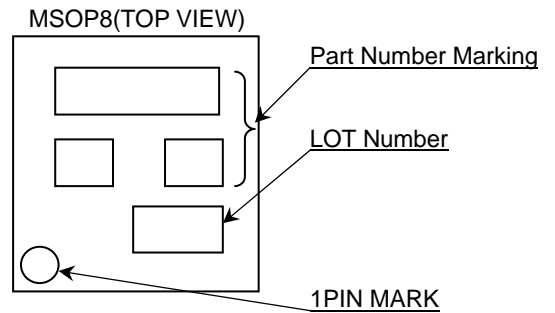 MSOP8(TOP VIEW)
Part Number Marking
LOT Number
1PIN MARK